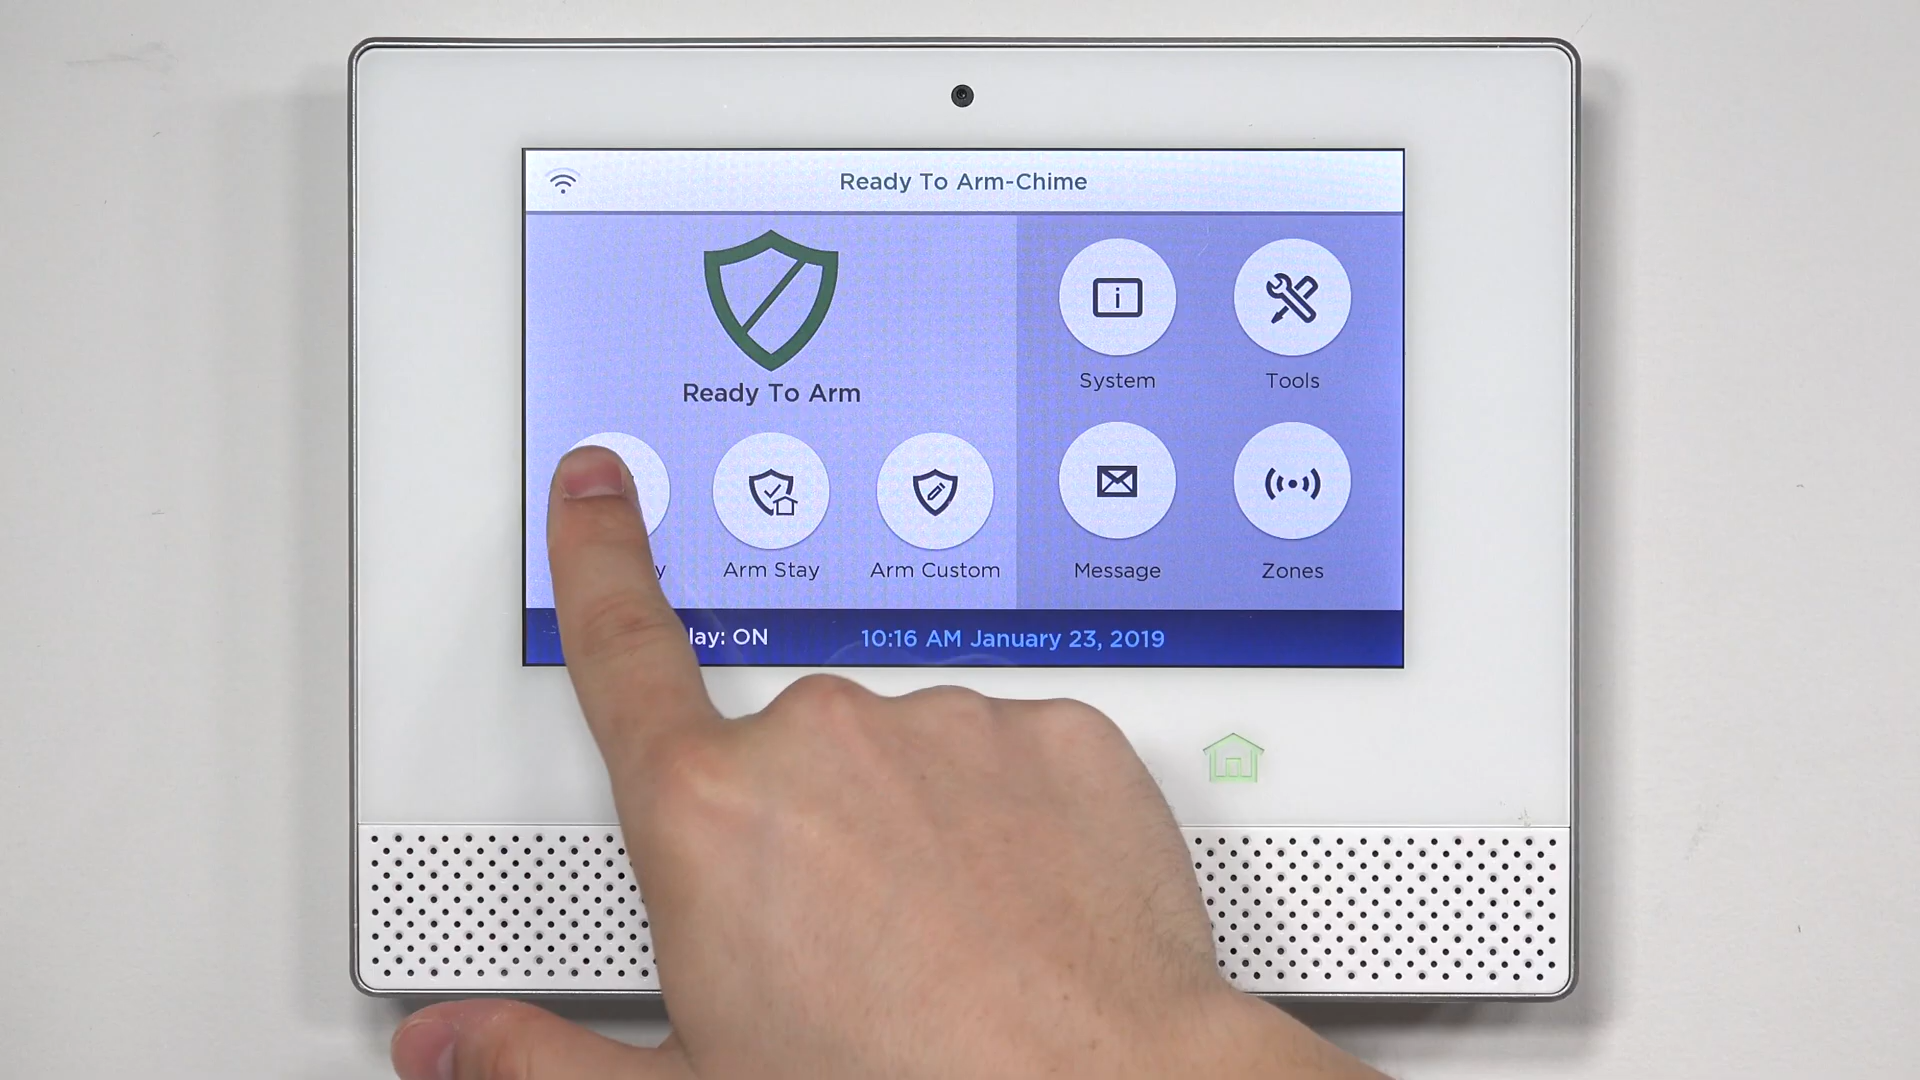 Ready To Arm-Chime
Ready To Arm
Arm Stay
Arm Custom
System
Tools
Message
Zones
lay: ON
10:16 AM January 23, 2019